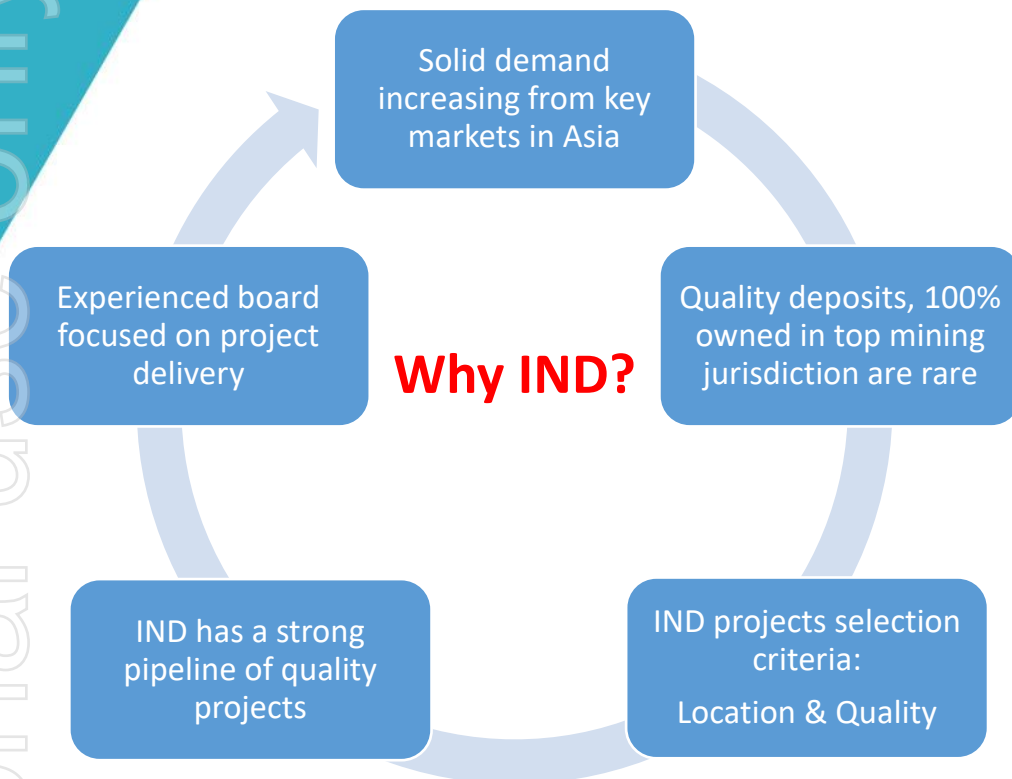 Solid demand
increasing from key
markets in Asia
Quality deposits, 100%
owned in top mining
jurisdiction are rare
IND projects selection
criteria:
Location & Quality
IND has a strong
pipeline of quality
projects
Experienced board
focused on project
delivery
Why IND?